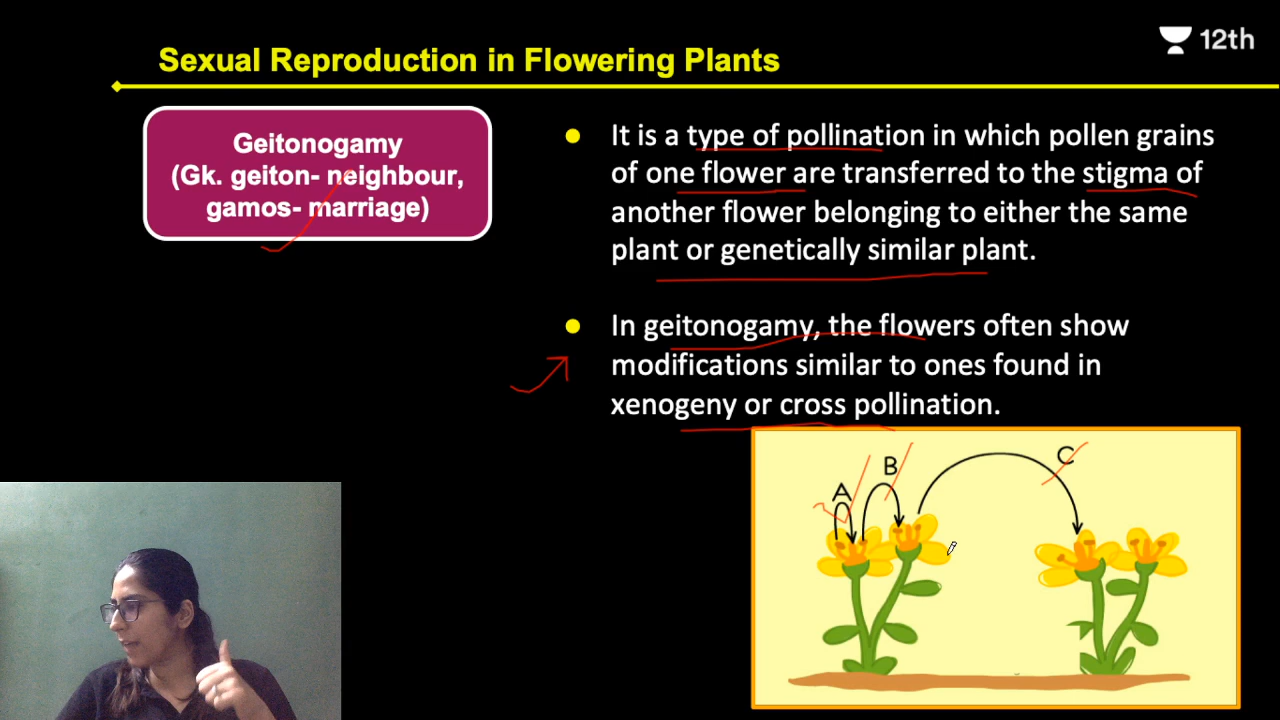 12th
Sexual Reproduction in Flowering Plants
Geitonogamy
(Gk. geiton- neighbour,
gamos- marriage)
It is a type of pollination in which pollen grains
of one flower are transferred to the stigma of
another flower belonging to either the same
plant or genetically similar plant.
In geitonogamy, the flowers often show
modifications similar to ones found in
xenogeny or cross pollination.
A
B
C